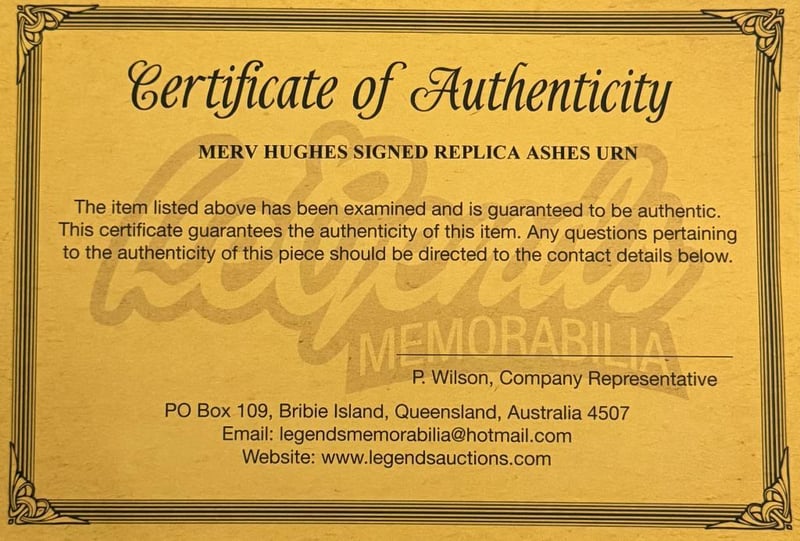 Certificate of Authenticity
MERV HUGHES SIGNED REPLICA ASHES URN
The item listed above has been examined and is guaranteed to be authentic.
This certificate guarantees the authenticity of this item. Any questions pertaining
to the authenticity of this piece should be directed to the contact details below.
Legends
MEMORABILIA
P. Wilson, Company Representative
PO Box 109, Bribie Island, Queensland, Australia 4507
Email: legendsmemorabilia@hotmail.com
Website: www.legendsauctions.com